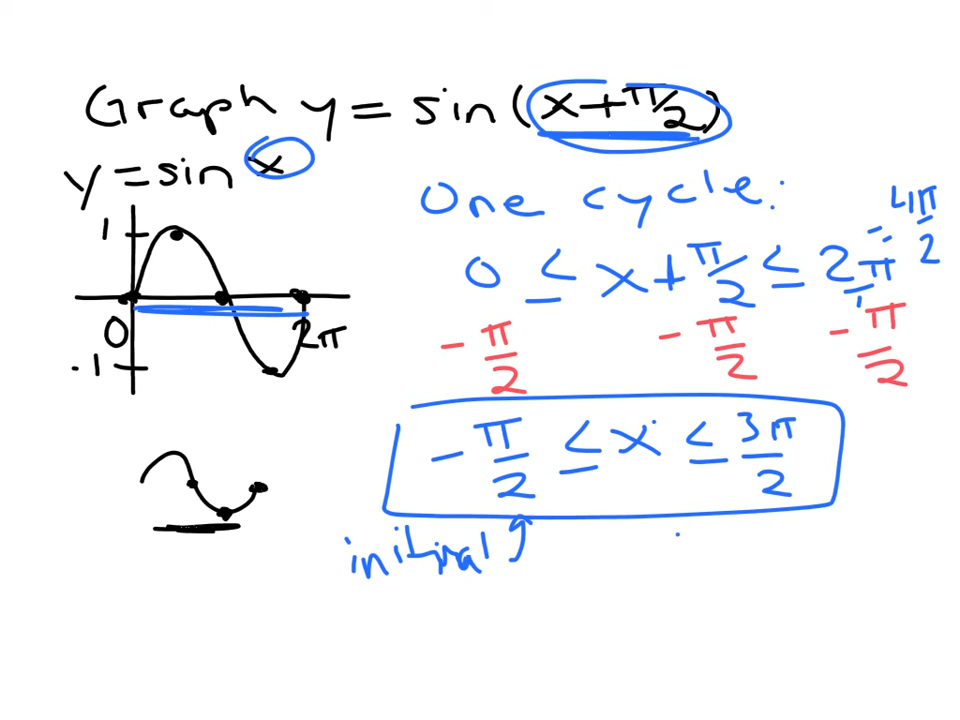 Graph y = sin(x+π/2)
y = sin x
One cycle:
1
0
2π
-1
0 ≤ x + π/2 ≤ 2π = 4π/2
- π/2 - π/2 - π/2
- π/2 ≤ x ≤ 3π/2
initial